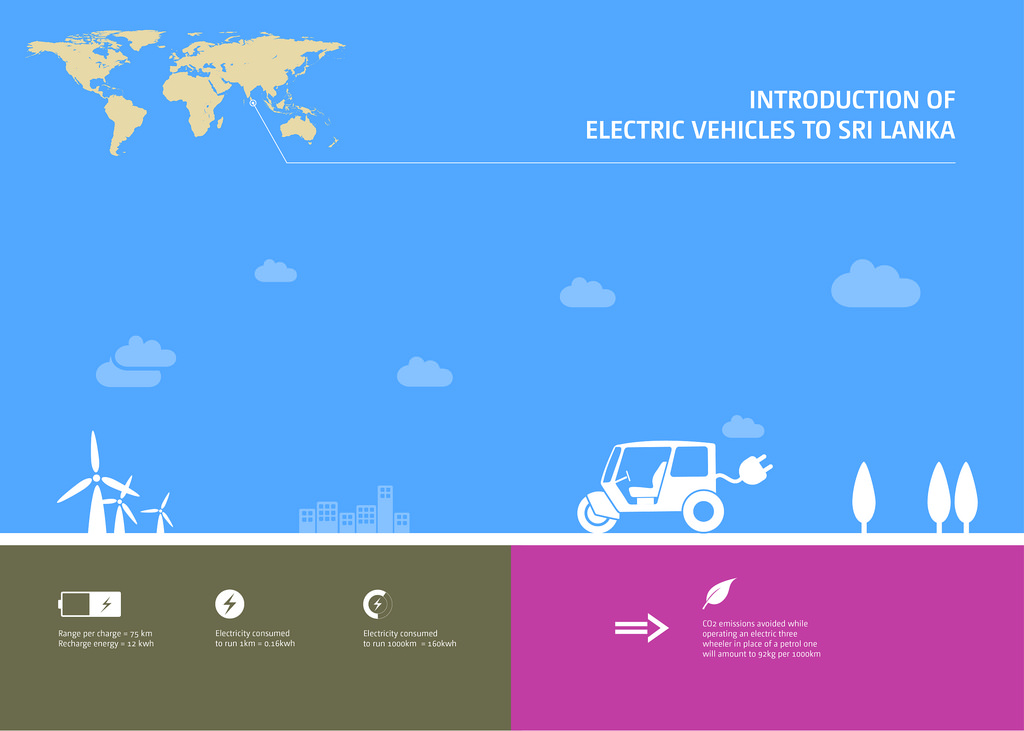 INTRODUCTION OF
ELECTRIC VEHICLES TO SRI LANKA
Range per charge = 75 km
Recharge energy = 12 kwh
Electricity consumed
to run 1km = 0.16kwh
Electricity consumed
to run 1000km = 160kwh
CO2 emissions avoided while
operating an electric three
wheeler in place of a petrol one
will amount to 92kg per 1000km